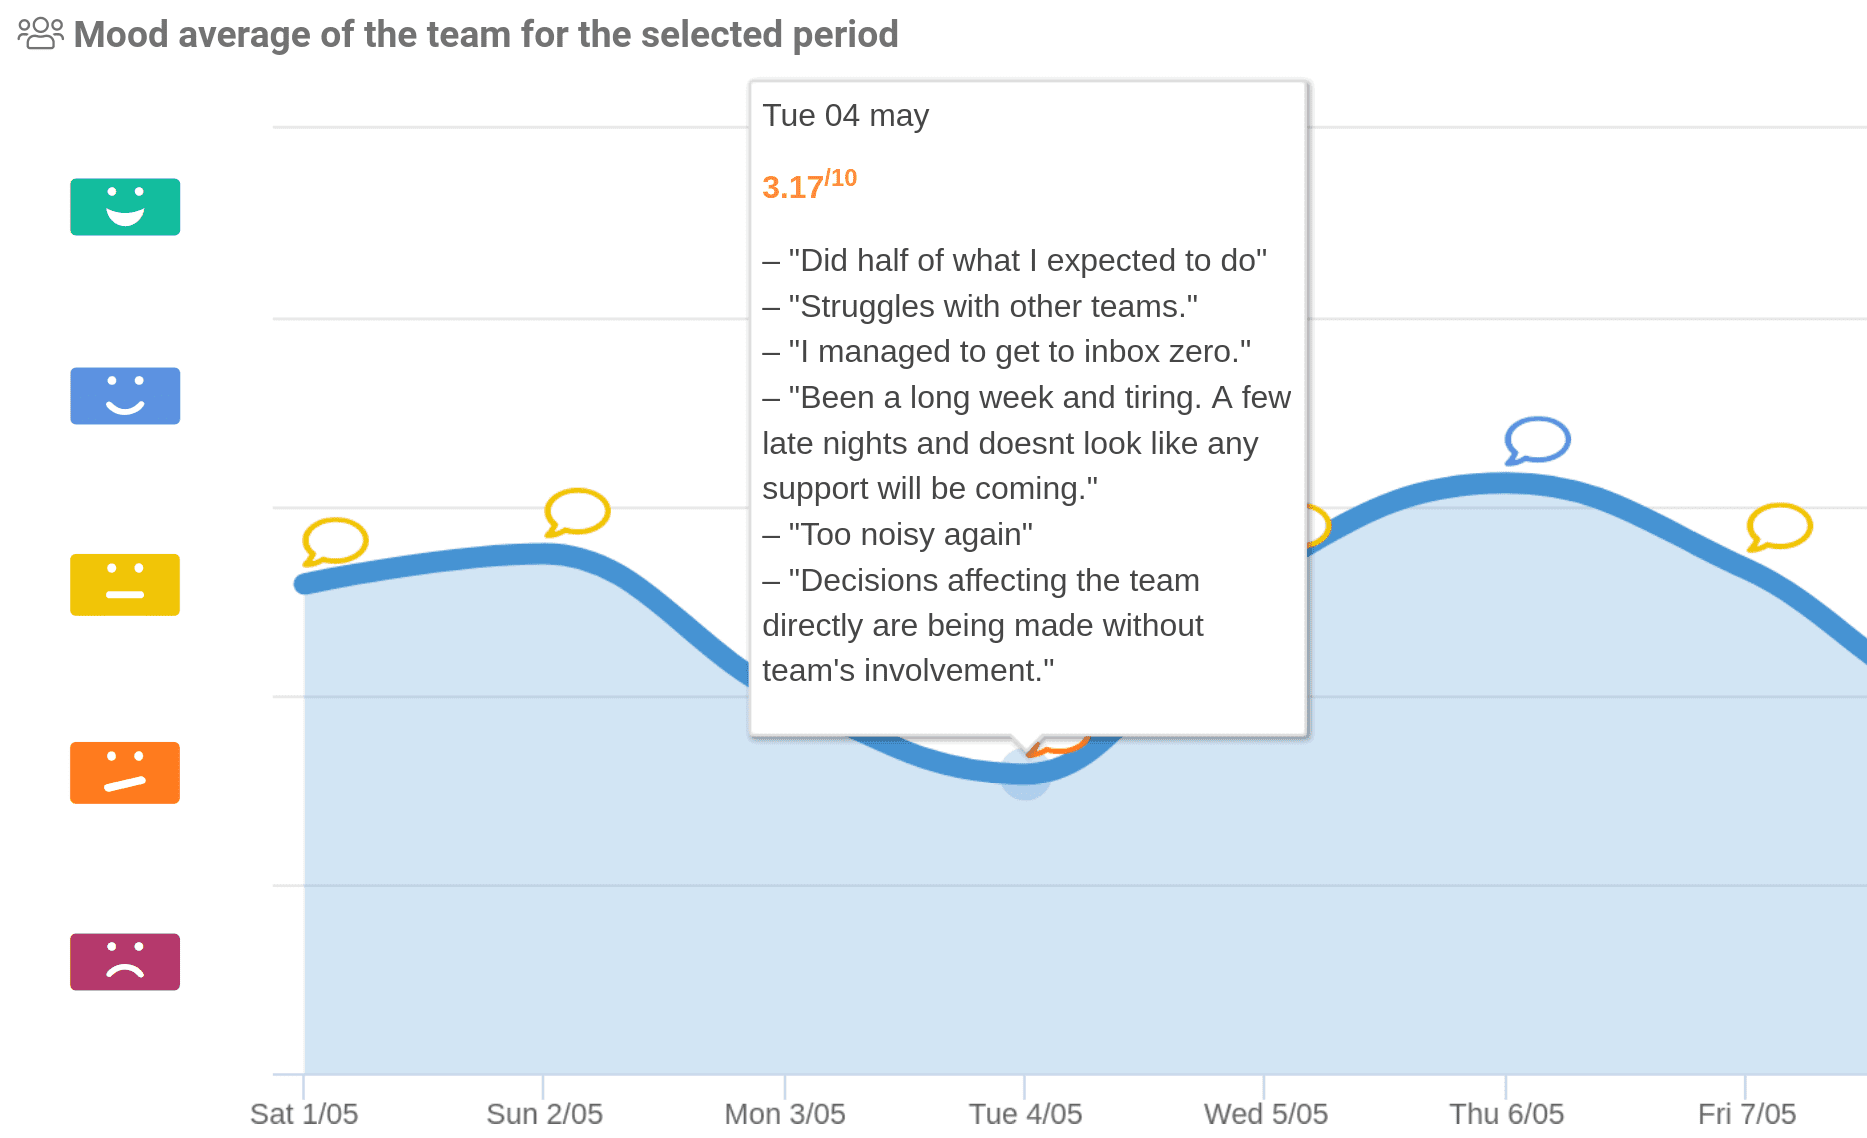 Mood average of the team for the selected period
Tue 04 may
3.17/10
– "Did half of what I expected to do"
– "Struggles with other teams."
– "I managed to get to inbox zero."
– "Been a long week and tiring. A few
late nights and doesnt look like any
support will be coming."
– "Too noisy again"
– "Decisions affecting the team
directly are being made without
team's involvement."
Sat 1/05 Sun 2/05 Mon 3/05 Tue 4/05 Wed 5/05 Thu 6/05 Fri 7/05